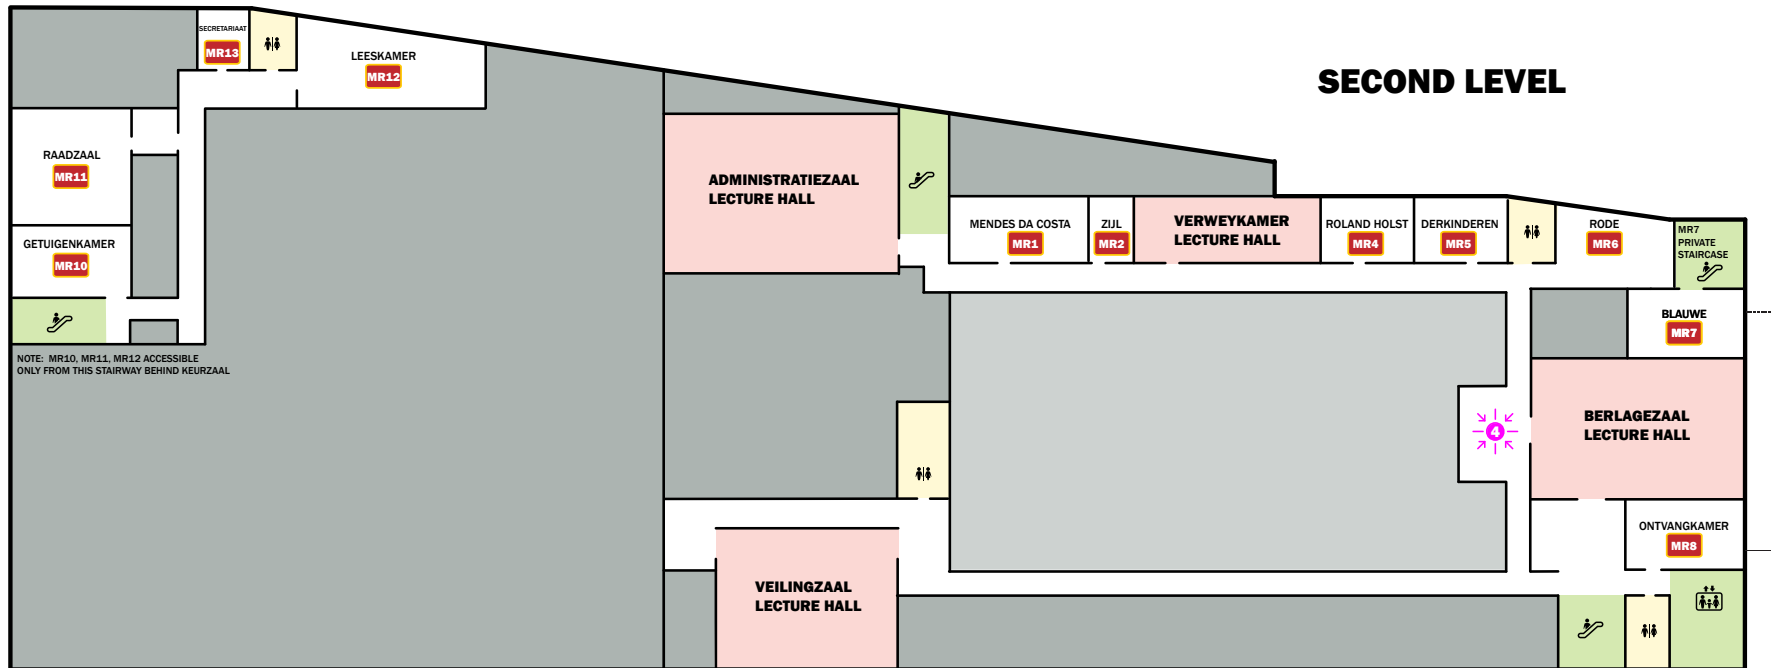 SECOND LEVEL
SECRETARIAAT
MR13
LEESKAMER
MR12
RAADZAAL
MR11
GETUIGENKAMER
MR10
NOTE: MR10, MR11, MR12 ACCESSIBLE
ONLY FROM THIS STAIRWAY BEHIND KEURZAAL
ADMINISTRATIEZAAL
LECTURE HALL
MENDES DA COSTA
MR1
ZIJL
MR2
VERWEYKAMER
LECTURE HALL
ROLAND HOLST
MR4
DERKINDEREN
MR5
RODE
MR6
MR7
PRIVATE
STAIRCASE
BLAUWE
MR7
4
BERLAGEZAAL
LECTURE HALL
ONTVANGKAMER
MR8
VEILINGZAAL
LECTURE HALL